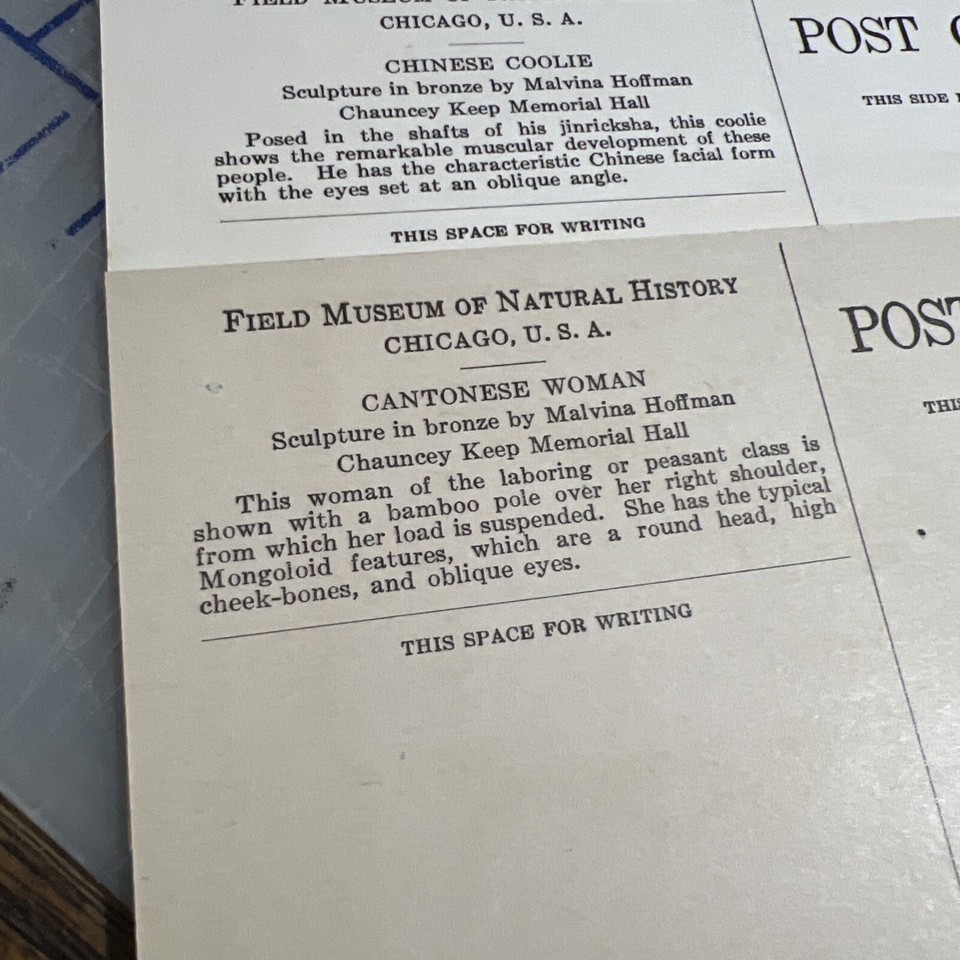 FIELD MUSEUM OF NATURAL HISTORY
CHICAGO, U. S. A.
CHINESE COOLIE
Sculpture in bronze by Malvina Hoffman
Chauncey Keep Memorial Hall
Posed in the shafts of his jinricksha, this coolie
shows the remarkable muscular development of these
people. He has the characteristic Chinese facial form
with the eyes set at an oblique angle.
THIS SPACE FOR WRITING
POST C
THIS SIDE
FIELD MUSEUM OF NATURAL HISTORY
CHICAGO, U. S. A.
CANTONESE WOMAN
Sculpture in bronze by Malvina Hoffman
Chauncey Keep Memorial Hall
This woman of the laboring or peasant class is
shown with a bamboo pole over her right shoulder,
from which her load is suspended. She has the typical
Mongoloid features, which are a round head, high
cheek-bones, and oblique eyes.
THIS SPACE FOR WRITING
POST
THIS